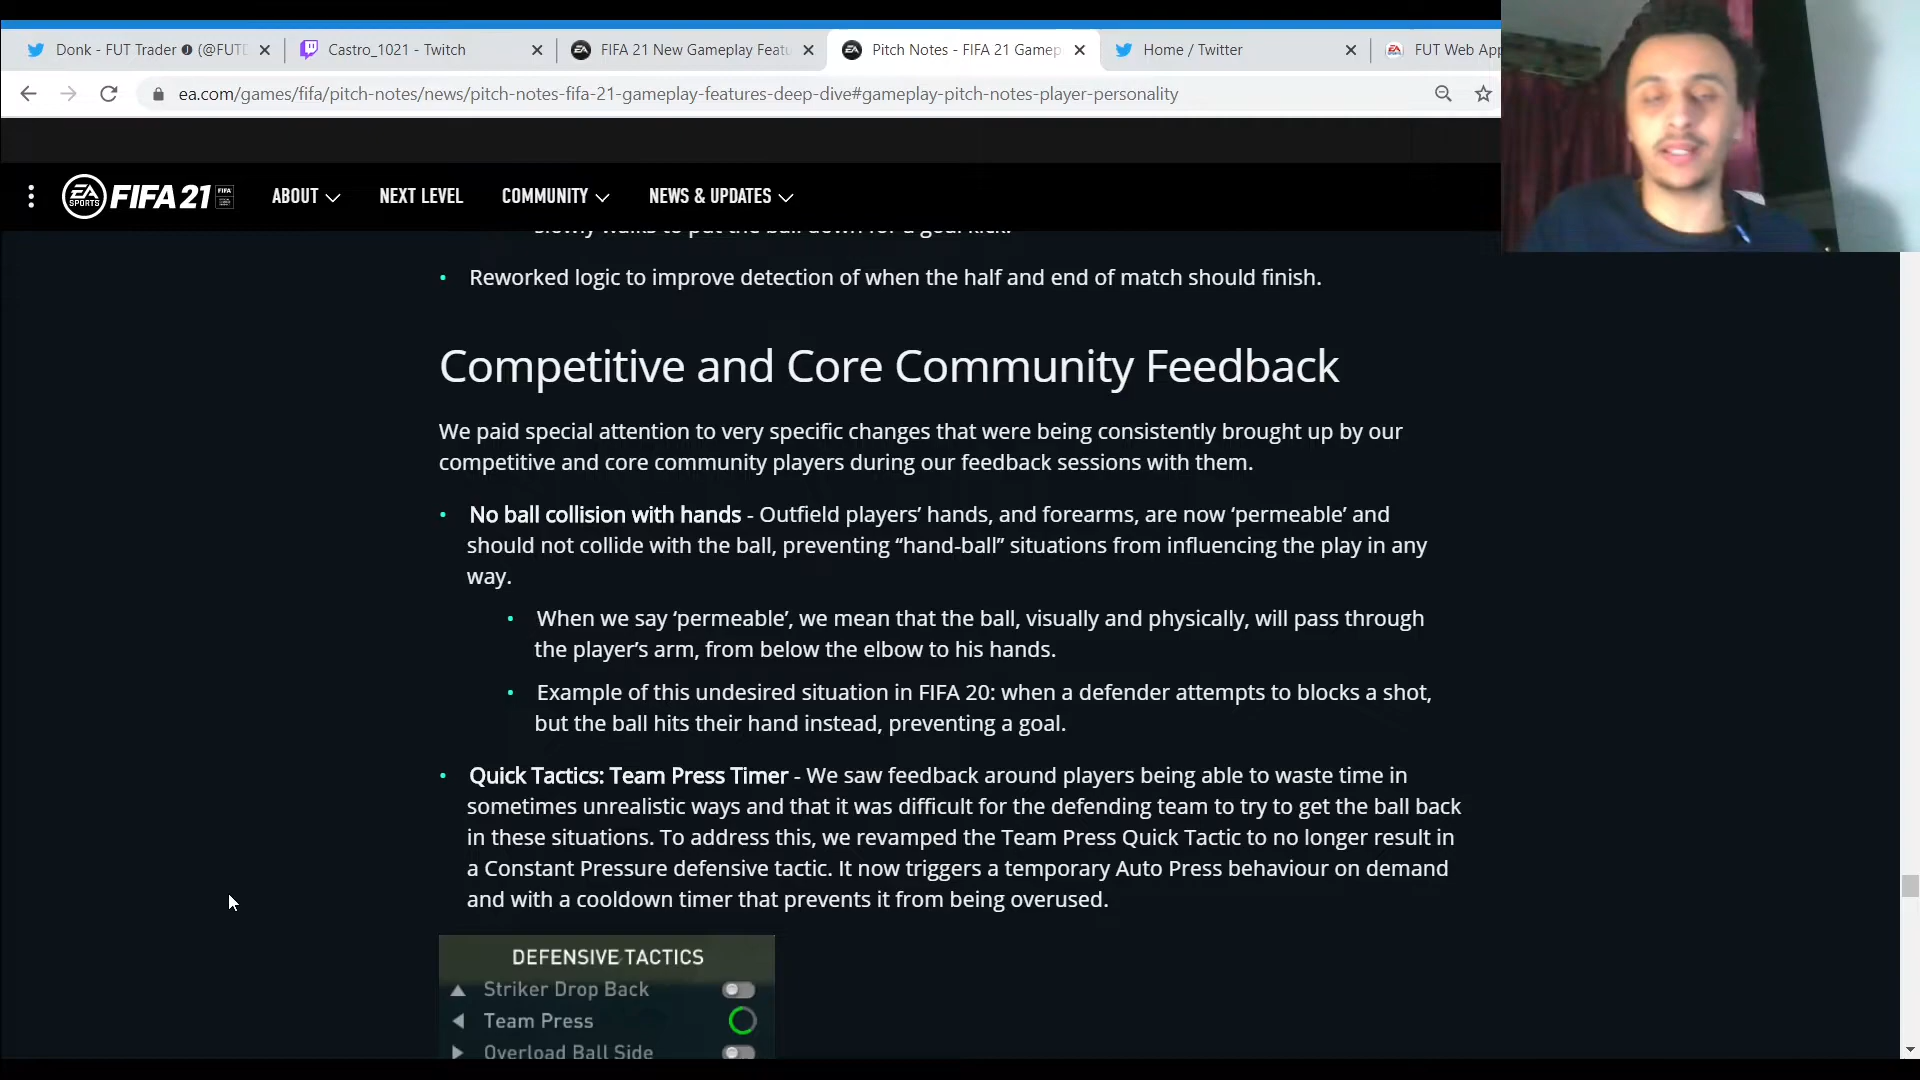 Donk - FUT Trader (@FUTD
Castro_1021 - Twitch
FIFA 21 New Gameplay Featu
Pitch Notes - FIFA 21 Gamep
Home / Twitter
FUT Web App
ea.com/games/fifa/pitch-notes/news/pitch-notes-fifa-21-gameplay-features-deep-dive#gameplay-pitch-notes-player-personality
EA SPORTS FIFA 21
ABOUT
NEXT LEVEL
COMMUNITY
NEWS & UPDATES
slowly walks to put the ball down for a goal kick.
• Reworked logic to improve detection of when the half and end of match should finish.
Competitive and Core Community Feedback
We paid special attention to very specific changes that were being consistently brought up by our
competitive and core community players during our feedback sessions with them.
• No ball collision with hands - Outfield players’ hands, and forearms, are now ‘permeable’ and
should not collide with the ball, preventing “hand-ball” situations from influencing the play in any
way.
• When we say ‘permeable’, we mean that the ball, visually and physically, will pass through
the player’s arm, from below the elbow to his hands.
• Example of this undesired situation in FIFA 20: when a defender attempts to blocks a shot,
but the ball hits their hand instead, preventing a goal.
• Quick Tactics: Team Press Timer - We saw feedback around players being able to waste time in
sometimes unrealistic ways and that it was difficult for the defending team to try to get the ball back
in these situations. To address this, we revamped the Team Press Quick Tactic to no longer result in
a Constant Pressure defensive tactic. It now triggers a temporary Auto Press behaviour on demand
and with a cooldown timer that prevents it from being overused.
DEFENSIVE TACTICS
Striker Drop Back
Team Press
Overload Ball Side